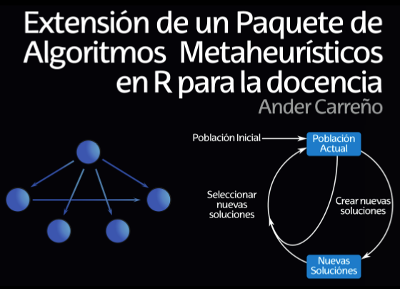 Extensión de un Paquete de
Algoritmos Metaheurísticos
en R para la docencia
Ander Carreño
Población Inicial
Población
Actual
Seleccionar
nuevas
soluciones
Crear nuevas
soluciones
Nuevas
Soluciónes